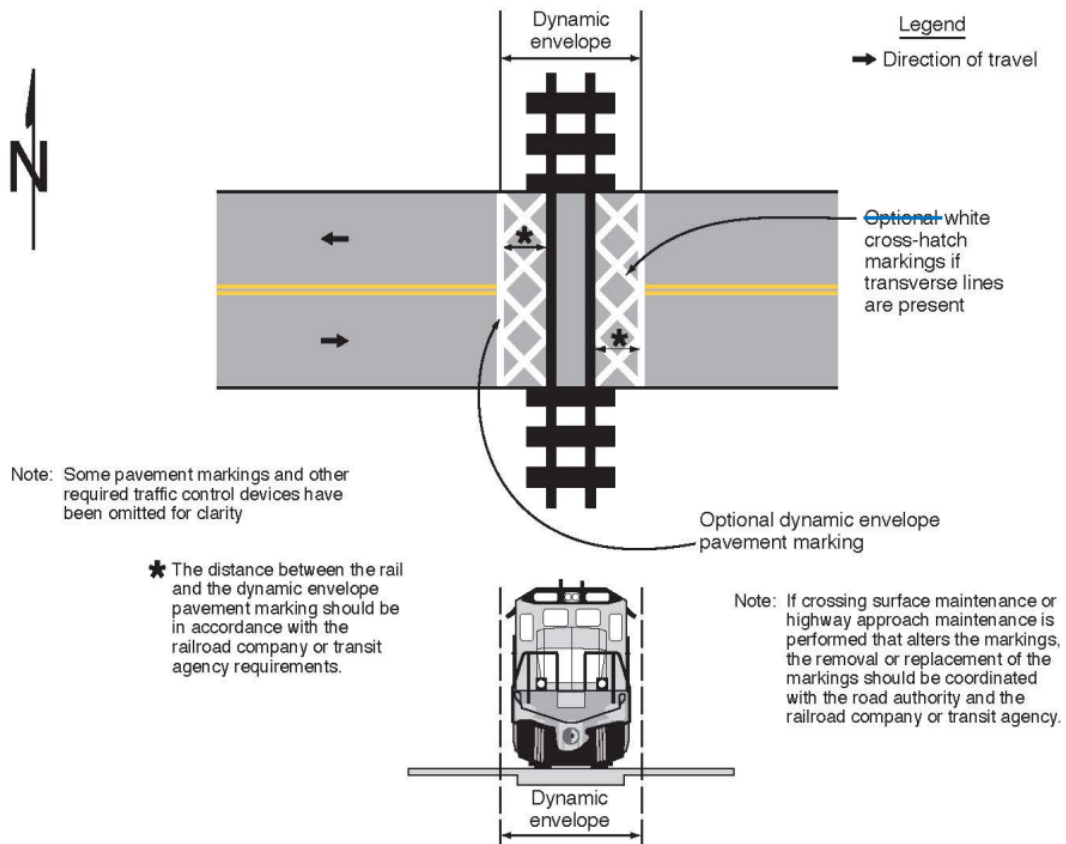 Dynamic
envelope
Legend
Direction of travel
N
Optional white
cross-hatch
markings if
transverse lines
are present
*
*
Note: Some pavement markings and other
required traffic control devices have
been omitted for clarity
Optional dynamic envelope
pavement marking
* The distance between the rail
and the dynamic envelope
pavement marking should be
in accordance with the
railroad company or transit
agency requirements.
Note: If crossing surface maintenance or
highway approach maintenance is
performed that alters the markings,
the removal or replacement of the
markings should be coordinated
with the road authority and the
railroad company or transit agency.
Dynamic
envelope